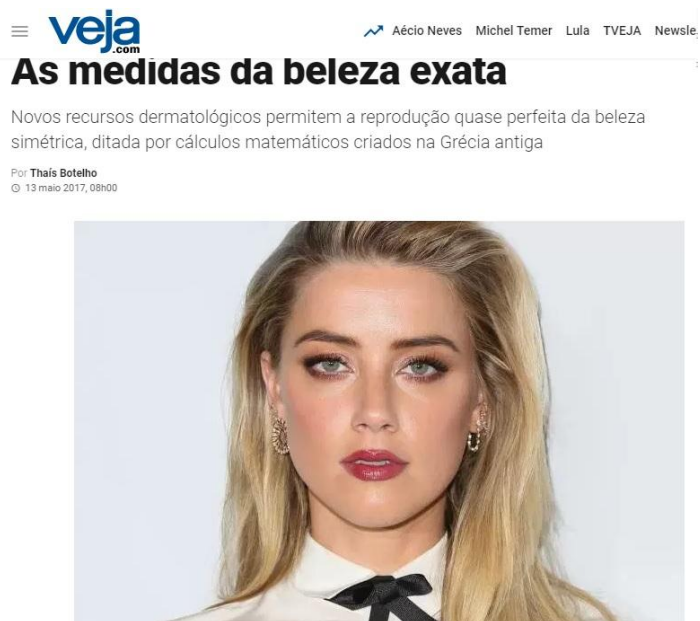 veja
.com
Aécio Neves Michel Temer Lula TVEJA Newsle
As medidas da beleza exata
Novos recursos dermatológicos permitem a reprodução quase perfeita da beleza
simétrica, ditada por cálculos matemáticos criados na Grécia antiga
Por Thaís Botelho
13 maio 2017, 08h00